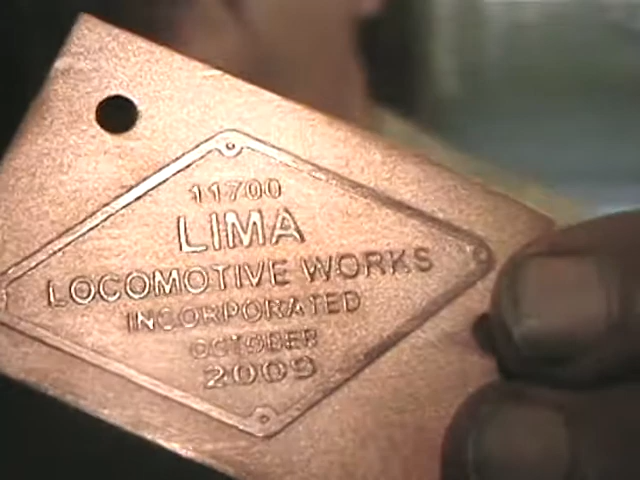 11700
LIMA
LOCOMOTIVE WORKS
INCORPORATED
OCTOBER
2009